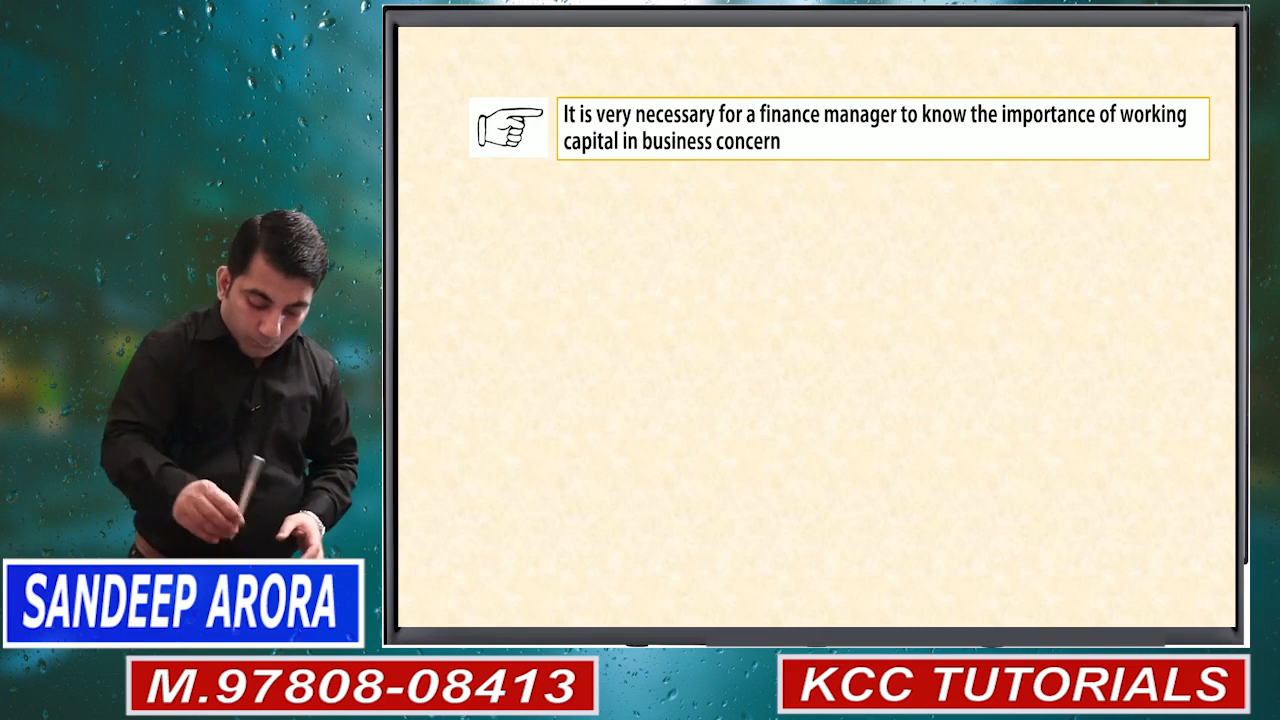 It is very necessary for a finance manager to know the importance of working
capital in business concern
SANDEEP ARORA
M.97808-08413
KCC TUTORIALS